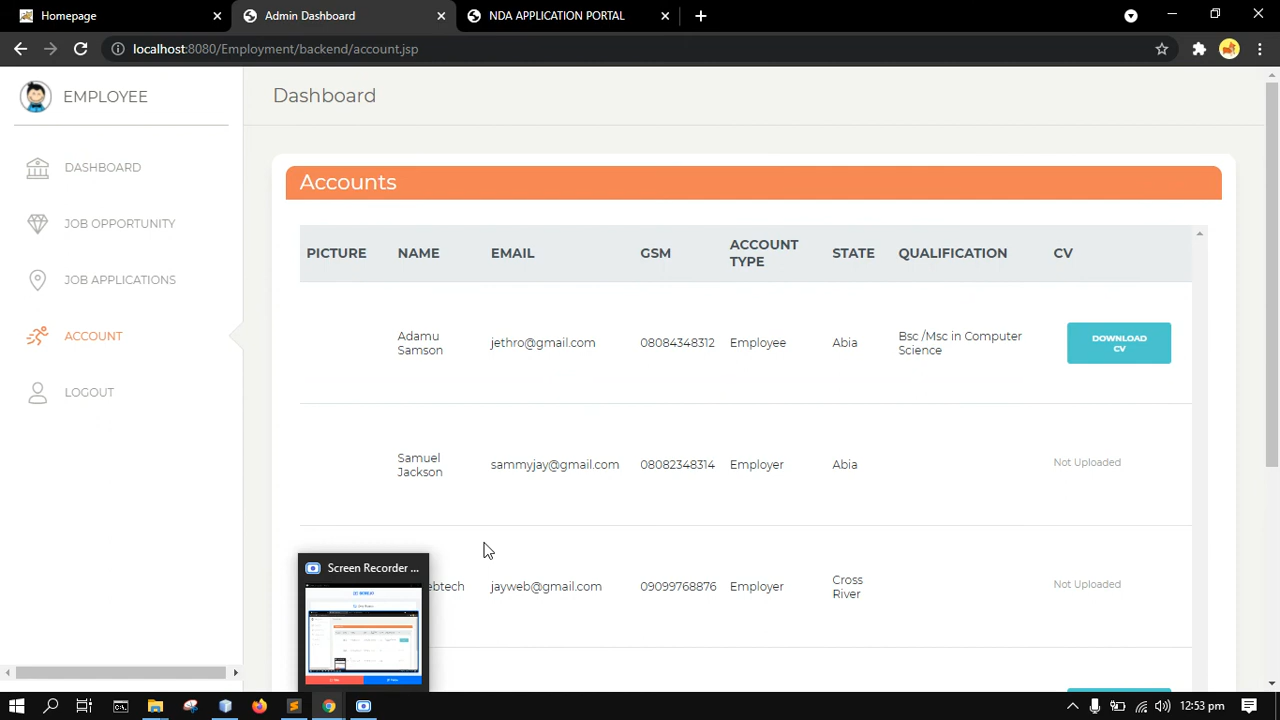 Homepage
Admin Dashboard
NDA APPLICATION PORTAL
localhost:8080/Employment/backend/account.jsp
EMPLOYEE
Dashboard
DASHBOARD
JOB OPPORTUNITY
JOB APPLICATIONS
ACCOUNT
LOGOUT
Accounts
PICTURE NAME EMAIL GSM ACCOUNT TYPE STATE QUALIFICATION CV
Adamu Samson jethro@gmail.com 08084348312 Employee Abia Bsc /Msc in Computer Science DOWNLOAD CV
Samuel Jackson sammyjay@gmail.com 08082348314 Employer Abia Not Uploaded
jayweb@gmail.com 09099768876 Employer Cross River Not Uploaded
Screen Recorder ...
12:53 pm